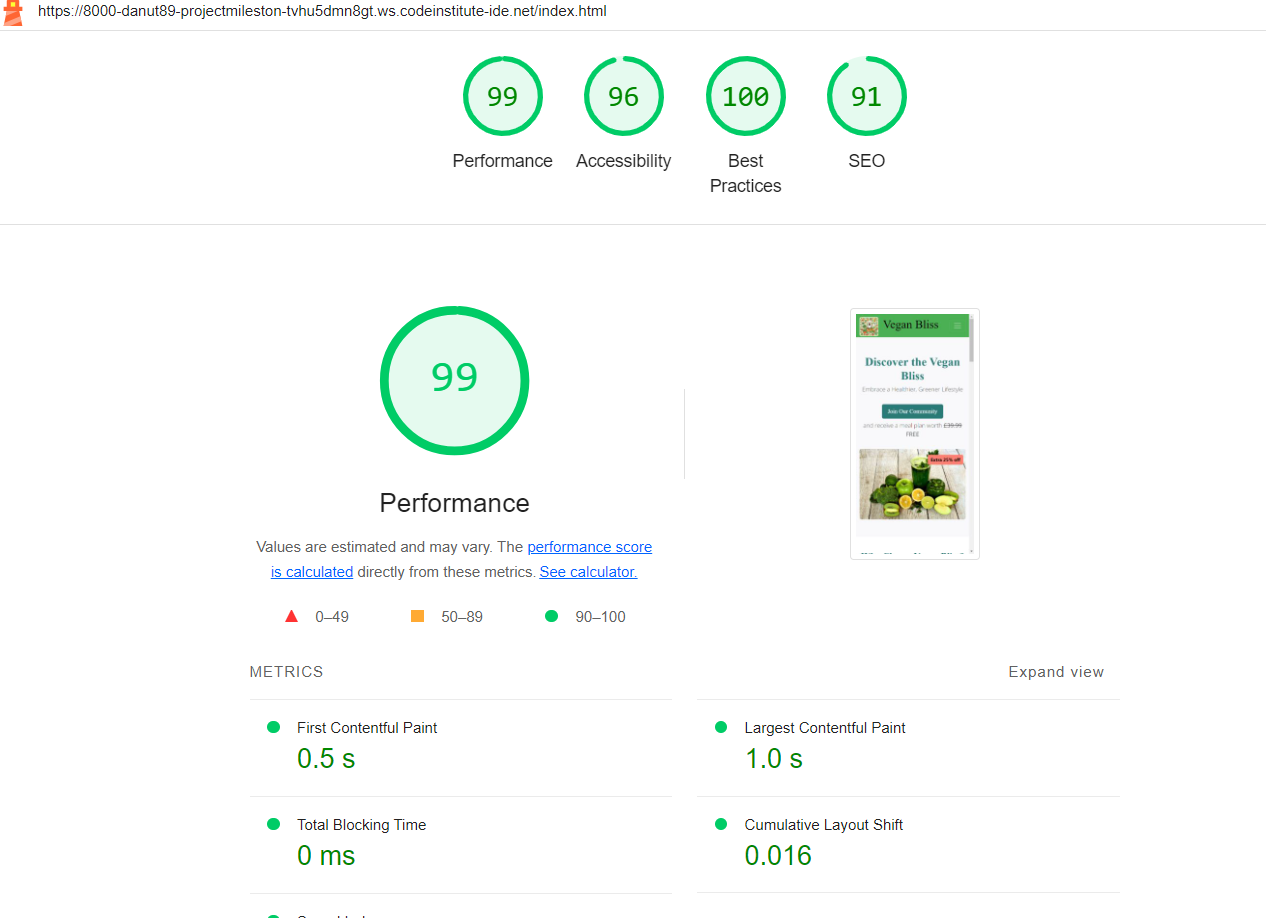 https://8000-danut89-projectmileston-tvhu5dmn8gt.ws.codeinstitute-ide.net/index.html
99
96
100
91
Performance
Accessibility
Best
Practices
SEO
99
Performance
Values are estimated and may vary. The performance score
is calculated directly from these metrics. See calculator.
0–49
50–89
90–100
Vegan Bliss
Discover the Vegan
Bliss
Embrace a Healthier, Greener Lifestyle
Join Our Community
and receive a meal plan worth £39.99
FREE
Extra 25% off
METRICS
Expand view
First Contentful Paint
0.5 s
Largest Contentful Paint
1.0 s
Total Blocking Time
0 ms
Cumulative Layout Shift
0.016